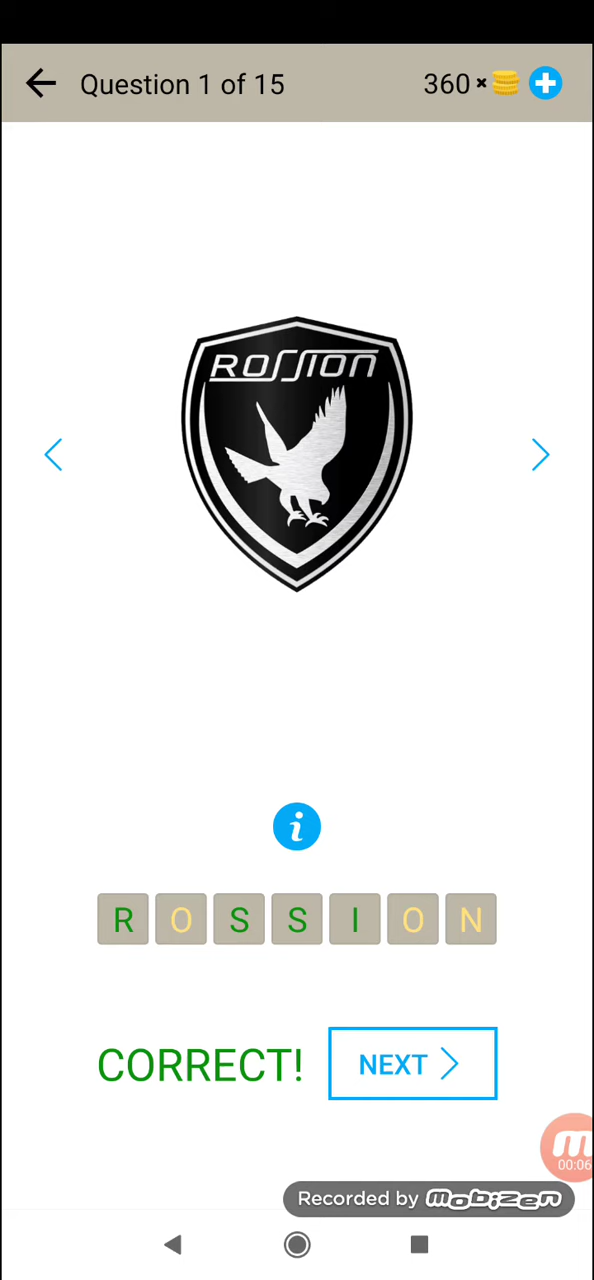 Question 1 of 15
360 ×
ROSSION
i
R O S S I O N
CORRECT!
NEXT
00:06
Recorded by mobizen